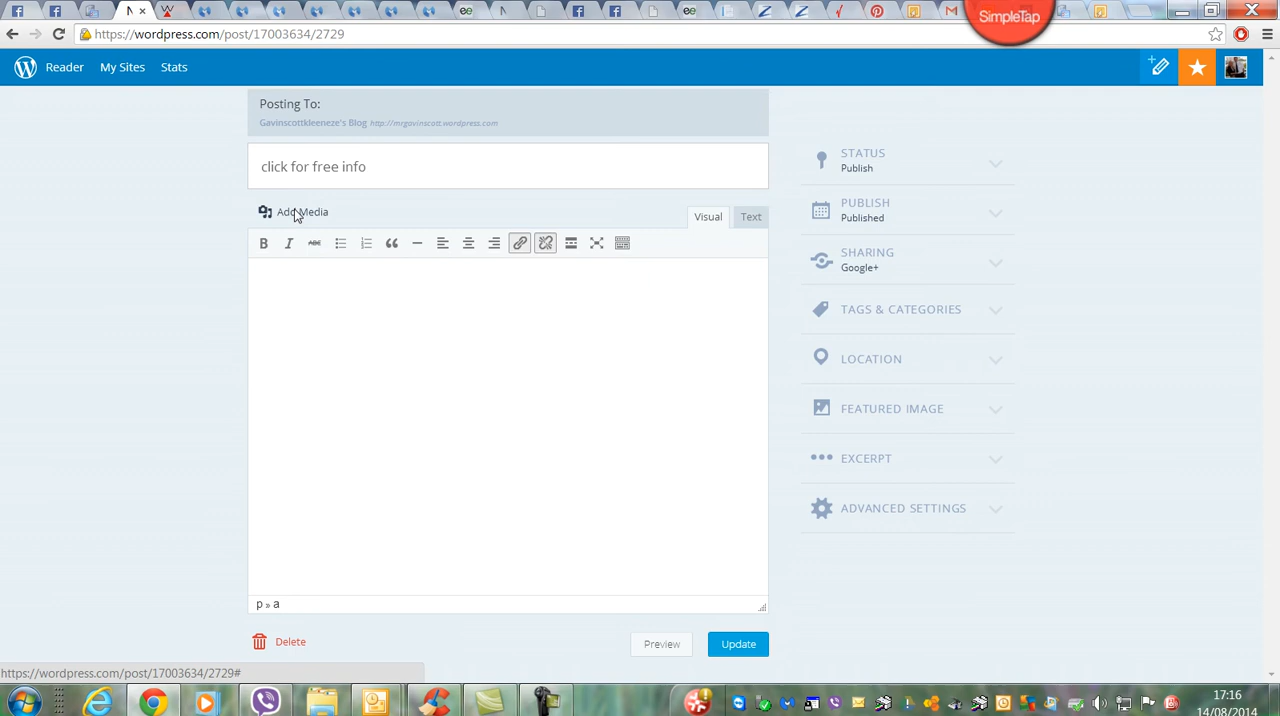 SimpleTap
https://wordpress.com/post/17003634/2729
Reader My Sites Stats
Posting To:
Gavinscottkleeneze's Blog http://mrgavinscott.wordpress.com
click for free info
Add Media
Visual Text
B I ABC
p » a
Delete
Preview Update
STATUS
Publish
PUBLISH
Published
SHARING
Google+
TAGS & CATEGORIES
LOCATION
FEATURED IMAGE
EXCERPT
ADVANCED SETTINGS
https://wordpress.com/post/17003634/2729#
17:16
14/08/2014